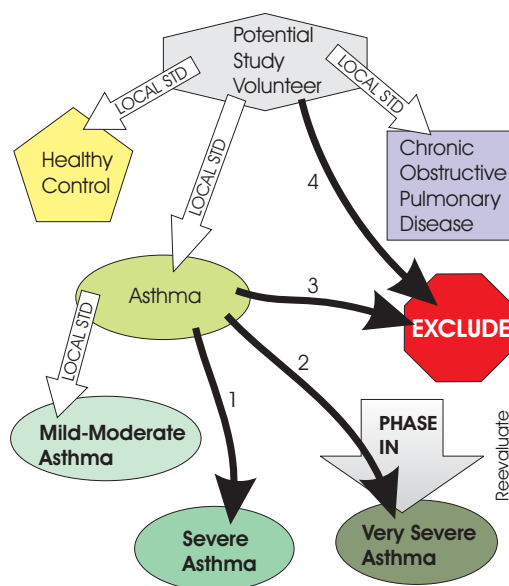 Potential
Study
Volunteer
LOCAL STD
LOCAL STD
LOCAL STD
Healthy
Control
Chronic
Obstructive
Pulmonary
Disease
4
Asthma
3
EXCLUDE
LOCAL STD
1
2
Mild-Moderate
Asthma
PHASE
IN
Reevaluate
Severe
Asthma
Very Severe
Asthma